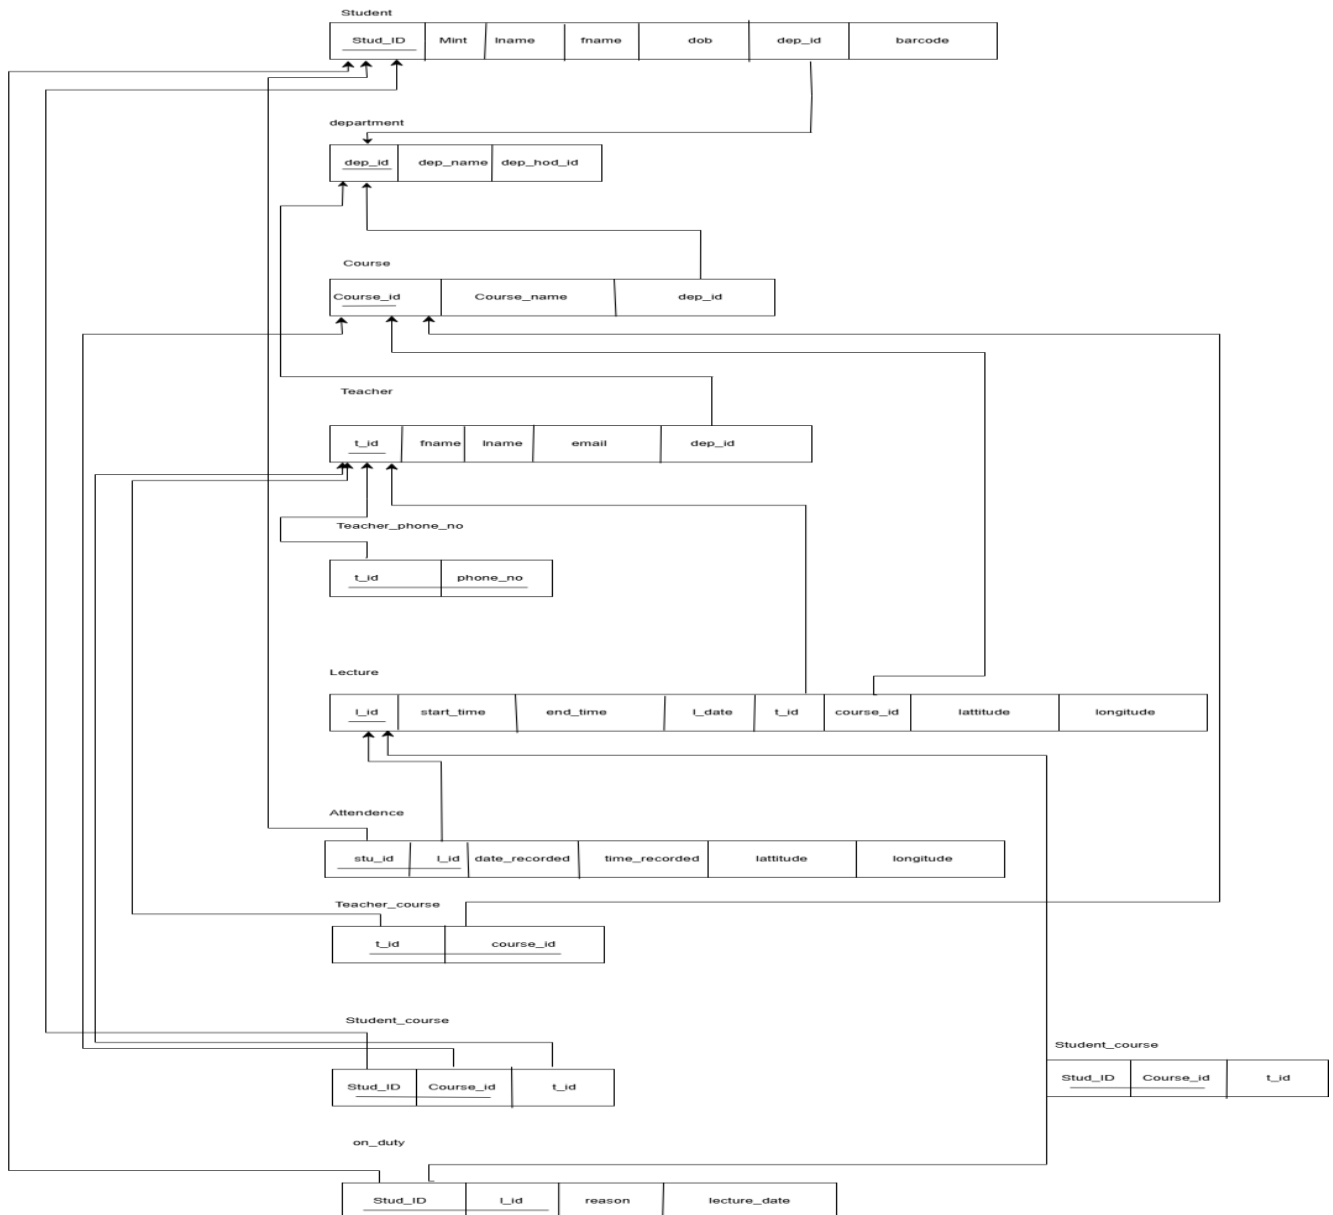 Student
Stud_ID Mint lname fname dob dep_id barcode
department
dep_id dep_name dep_hod_id
Course
Course_id Course_name dep_id
Teacher
t_id fname lname email dep_id
Teacher_phone_no
t_id phone_no
Lecture
l_id start_time end_time l_date t_id course_id lattitude longitude
Attendence
stu_id l_id date_recorded time_recorded lattitude longitude
Teacher_course
t_id course_id
Student_course
Stud_ID Course_id t_id
Student_course
Stud_ID Course_id t_id
on_duty
Stud_ID l_id reason lecture_date